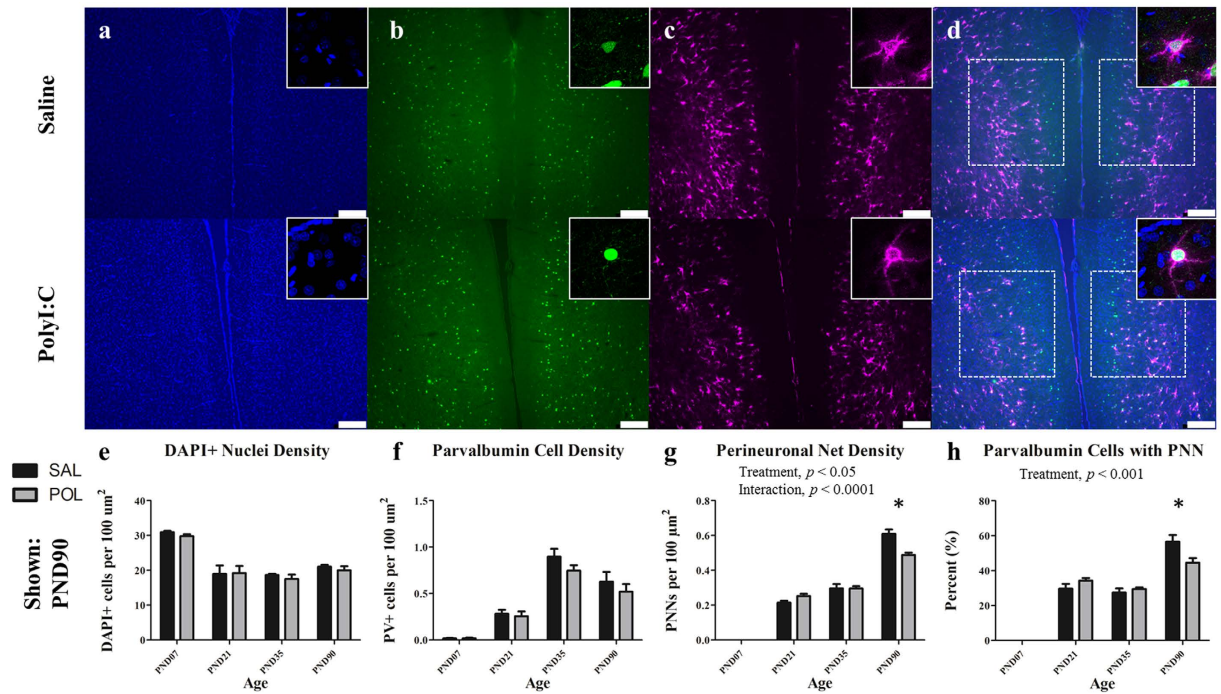 a
b
c
d
Saline
PolyI:C
SAL
POL
Shown:
PND90
e
DAPI+ Nuclei Density
DAPI+ cells per 100 um²
40
30
20
10
0
PND07
PND21
PND35
PND90
Age
f
Parvalbumin Cell Density
PV+ cells per 100 um²
1.5
1.0
0.5
0.0
PND07
PND21
PND35
PND90
Age
g
Perineuronal Net Density
Treatment, p < 0.05
Interaction, p < 0.0001
PNNs per 100 µm²
0.8
0.6
0.4
0.2
0.0
*
PND07
PND21
PND35
PND90
Age
h
Parvalbumin Cells with PNN
Treatment, p < 0.001
Percent (%)
80
60
40
20
0
*
PND07
PND21
PND35
PND90
Age